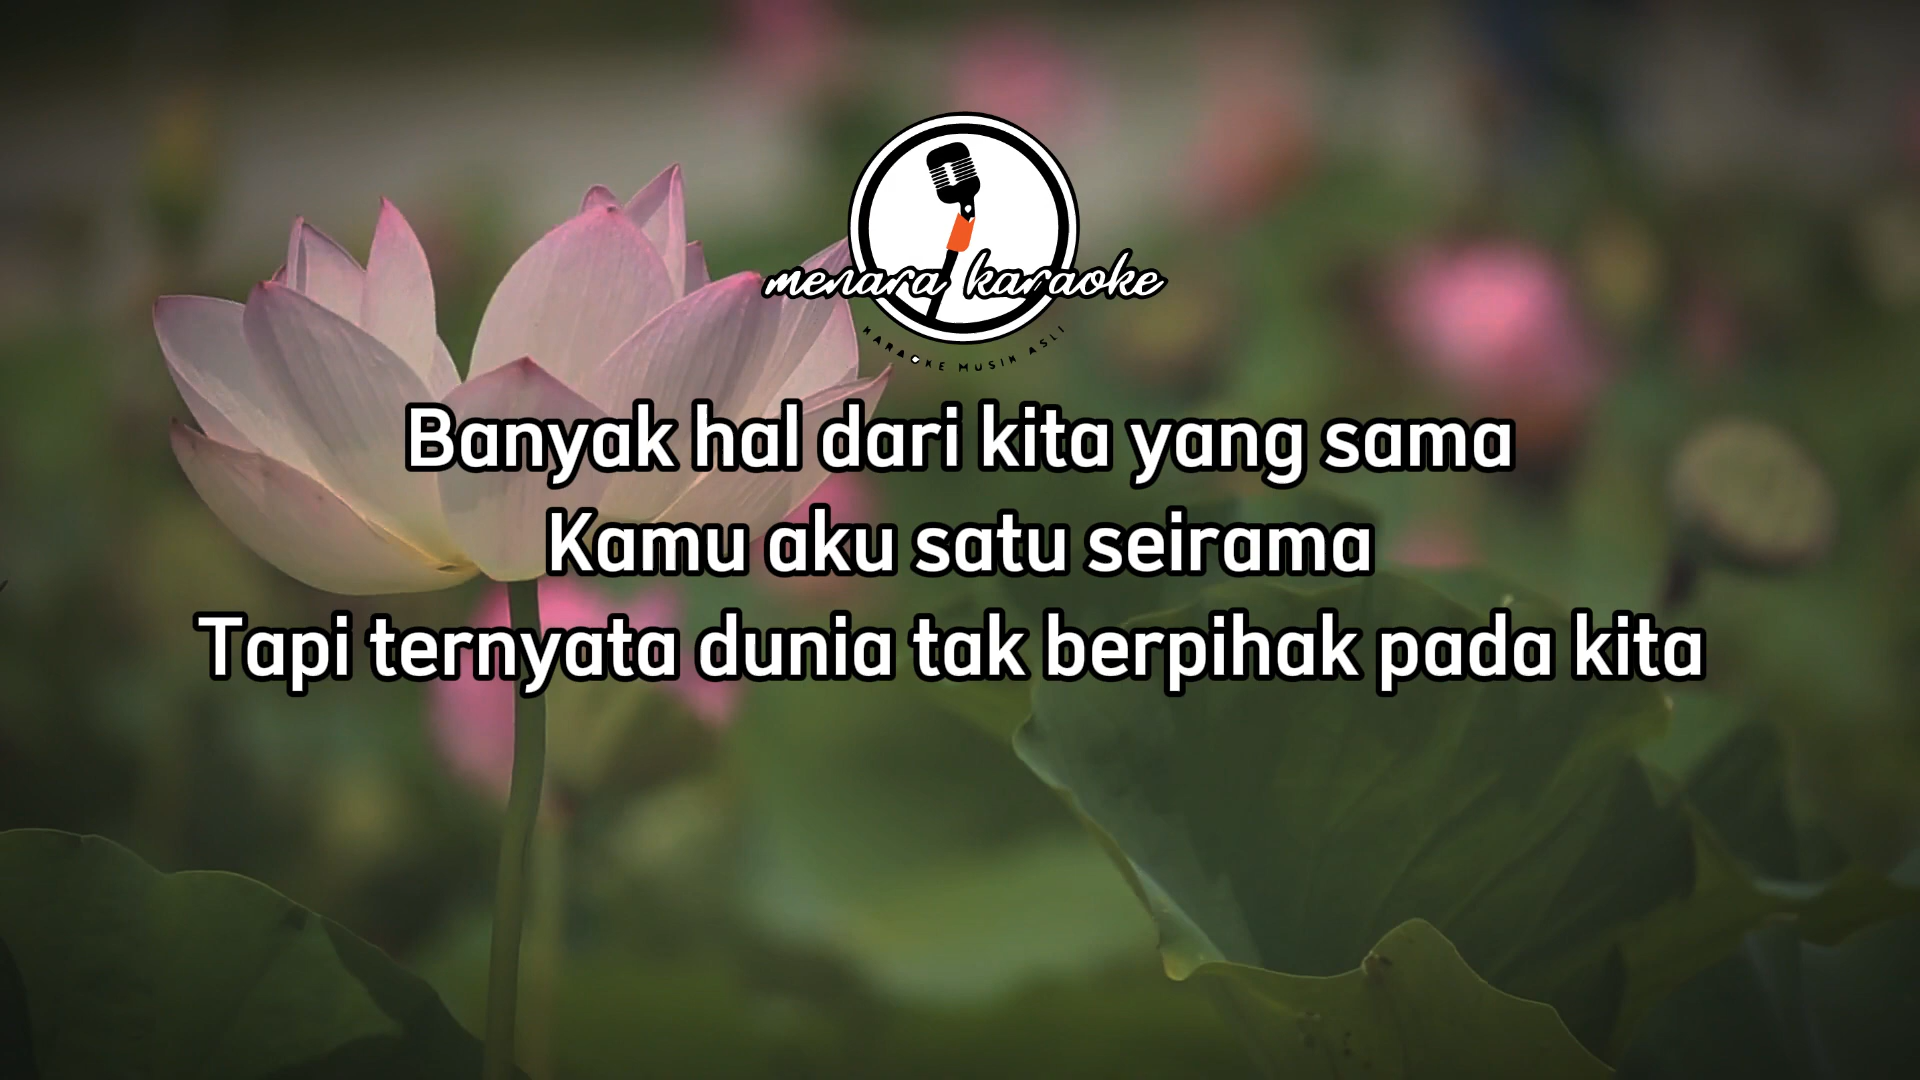 menara karaoke
KARAOKE MUSIK ASLI
Banyak hal dari kita yang sama
Kamu aku satu seirama
Tapi ternyata dunia tak berpihak pada kita